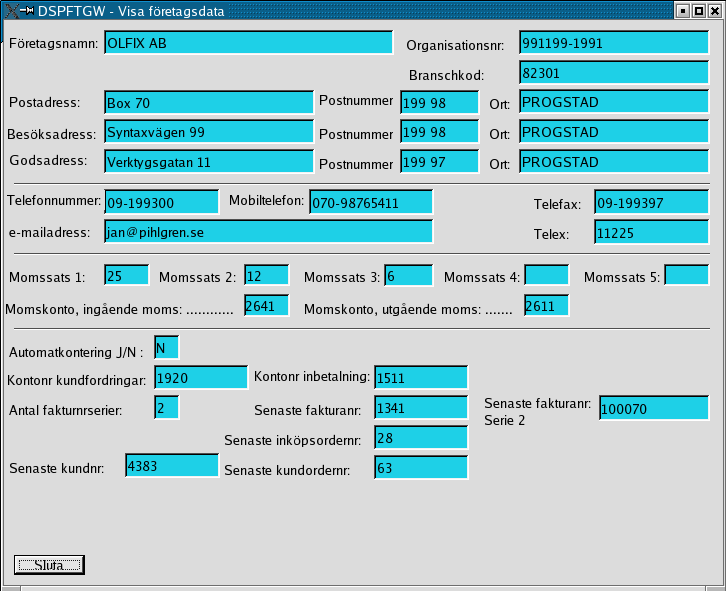 DSPFTGW - Visa företagsdata
Företagsnamn: OLFIX AB Organisationsnr: 991199-1991
Branschkod: 82301
Postadress: Box 70 Postnummer 199 98 Ort: PROGSTAD
Besöksadress: Syntaxvägen 99 Postnummer 199 98 Ort: PROGSTAD
Godsadress: Verktygsgatan 11 Postnummer 199 97 Ort: PROGSTAD
Telefonnummer: 09-199300 Mobiltelefon: 070-98765411 Telefax: 09-199397
e-mailadress: jan@pihlgren.se Telex: 11225
Momssats 1: 25 Momssats 2: 12 Momssats 3: 6 Momssats 4: Momssats 5:
Momskonto, ingående moms: ............ 2641 Momskonto, utgående moms: ....... 2611
Automatkontering J/N : N
Kontonr kundfordringar: 1920 Kontonr inbetalning: 1511
Antal fakturnrserier: 2 Senaste fakturanr: 1341 Senaste fakturanr: 100070
Serie 2
Senaste inköpsordernr: 28
Senaste kundnr: 4383 Senaste kundordernr: 63
Sluta